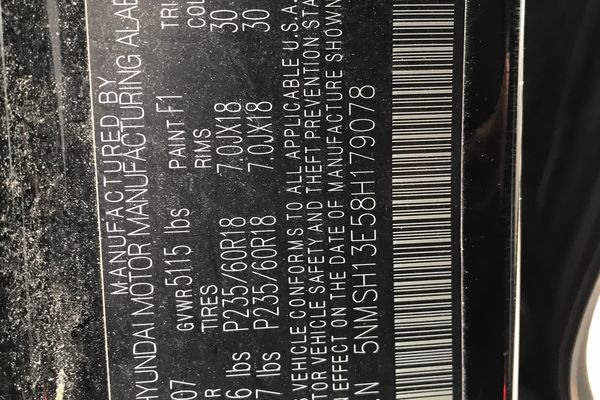 MANUFACTURED BY
HYUNDAI MOTOR MANUFACTURING ALAB
07 GVWR 5115 lbs PAINT: F1 TRI
TIRES RIMS COL
6 lbs P235/60R18 7.0JX18 30
7 lbs P235/60R18 7.0JX18 30
S VEHICLE CONFORMS TO ALL APPLICABLE U.S.A.
TOR VEHICLE SAFETY AND THEFT PREVENTION STA
N EFFECT ON THE DATE OF MANUFACTURE SHOWN
5NMSH13E58H179078